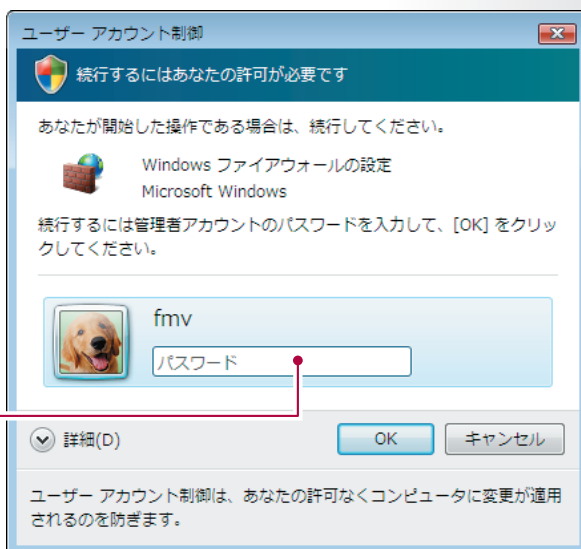 ユーザー アカウント制御
続行するにはあなたの許可が必要です
あなたが開始した操作である場合は、続行してください。
Windows ファイアウォールの設定
Microsoft Windows
続行するには管理者アカウントのパスワードを入力して、[OK] をクリッ
クしてください。
fmv
パスワード
詳細(D)
OK
キャンセル
ユーザー アカウント制御は、あなたの許可なくコンピュータに変更が適用
されるのを防ぎます。